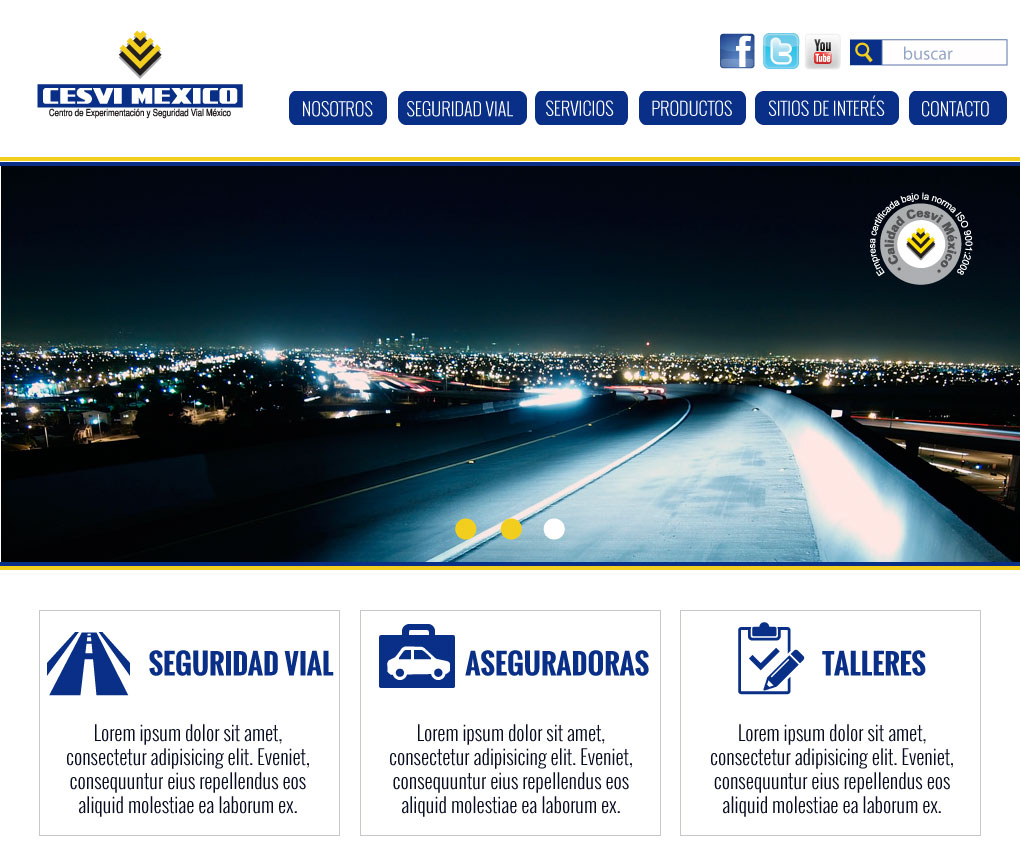 CESVI MEXICO
Centro de Experimentación y Seguridad Vial México
f
t
You
Tube
buscar
NOSOTROS
SEGURIDAD VIAL
SERVICIOS
PRODUCTOS
SITIOS DE INTERÉS
CONTACTO
Empresa certificada bajo la norma ISO 9001:2008
• Calidad Cesvi México •
SEGURIDAD VIAL
Lorem ipsum dolor sit amet,
consectetur adipisicing elit. Eveniet,
consequuntur eius repellendus eos
aliquid molestiae ea laborum ex.
ASEGURADORAS
Lorem ipsum dolor sit amet,
consectetur adipisicing elit. Eveniet,
consequuntur eius repellendus eos
aliquid molestiae ea laborum ex.
TALLERES
Lorem ipsum dolor sit amet,
consectetur adipisicing elit. Eveniet,
consequuntur eius repellendus eos
aliquid molestiae ea laborum ex.